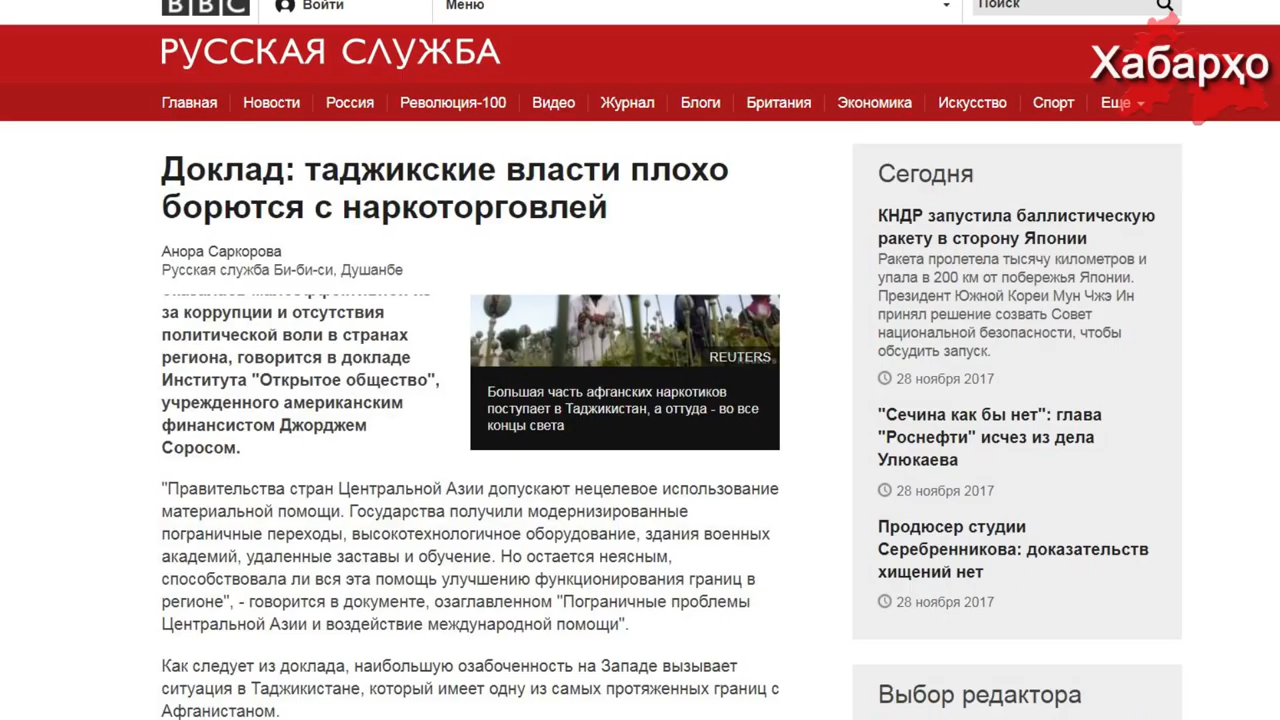 BBC
Войти
Меню
Поиск
РУССКАЯ СЛУЖБА
Хабарҳо
Главная
Новости
Россия
Революция-100
Видео
Журнал
Блоги
Британия
Экономика
Искусство
Спорт
Еще
Доклад: таджикские власти плохо
борются с наркоторговлей
Анора Саркорова
Русская служба Би-би-си, Душанбе
за коррупции и отсутствия
политической воли в странах
региона, говорится в докладе
Института "Открытое общество",
учрежденного американским
финансистом Джорджем
Соросом.
REUTERS
Большая часть афганских наркотиков
поступает в Таджикистан, а оттуда - во все
концы света
"Правительства стран Центральной Азии допускают нецелевое использование
материальной помощи. Государства получили модернизированные
пограничные переходы, высокотехнологичное оборудование, здания военных
академий, удаленные заставы и обучение. Но остается неясным,
способствовала ли вся эта помощь улучшению функционирования границ в
регионе", - говорится в документе, озаглавленном "Пограничные проблемы
Центральной Азии и воздействие международной помощи".
Как следует из доклада, наибольшую озабоченность на Западе вызывает
ситуация в Таджикистане, который имеет одну из самых протяженных границ с
Афганистаном.
Сегодня
КНДР запустила баллистическую
ракету в сторону Японии
Ракета пролетела тысячу километров и
упала в 200 км от побережья Японии.
Президент Южной Кореи Мун Чжэ Ин
принял решение созвать Совет
национальной безопасности, чтобы
обсудить запуск.
28 ноября 2017
"Сечина как бы нет": глава
"Роснефти" исчез из дела
Улюкаева
28 ноября 2017
Продюсер студии
Серебренникова: доказательств
хищений нет
28 ноября 2017
Выбор редактора